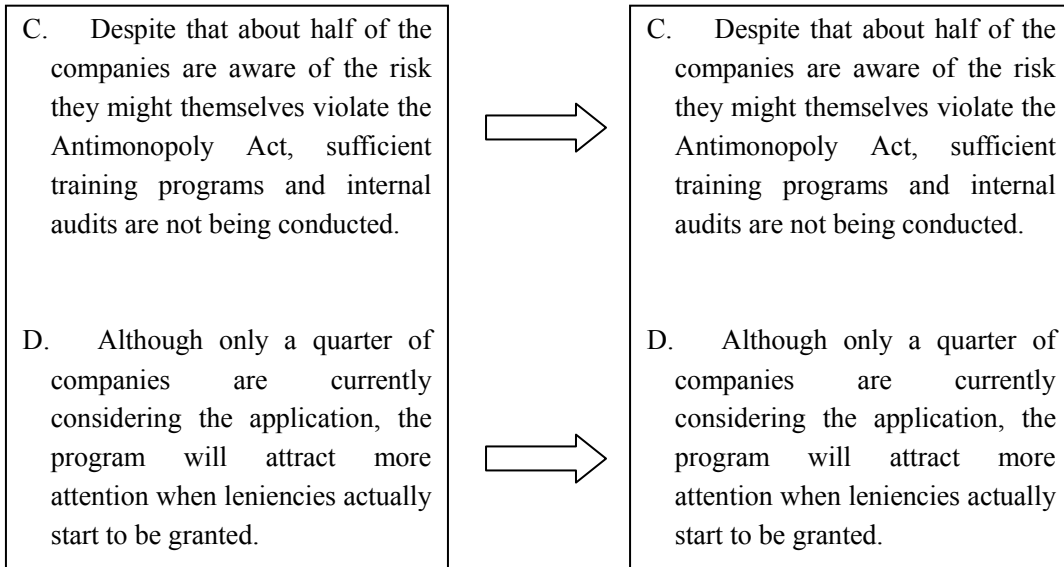 C. Despite that about half of the
companies are aware of the risk
they might themselves violate the
Antimonopoly Act, sufficient
training programs and internal
audits are not being conducted.
D. Although only a quarter of
companies are currently
considering the application, the
program will attract more
attention when leniencies actually
start to be granted.
C. Despite that about half of the
companies are aware of the risk
they might themselves violate the
Antimonopoly Act, sufficient
training programs and internal
audits are not being conducted.
D. Although only a quarter of
companies are currently
considering the application, the
program will attract more
attention when leniencies actually
start to be granted.